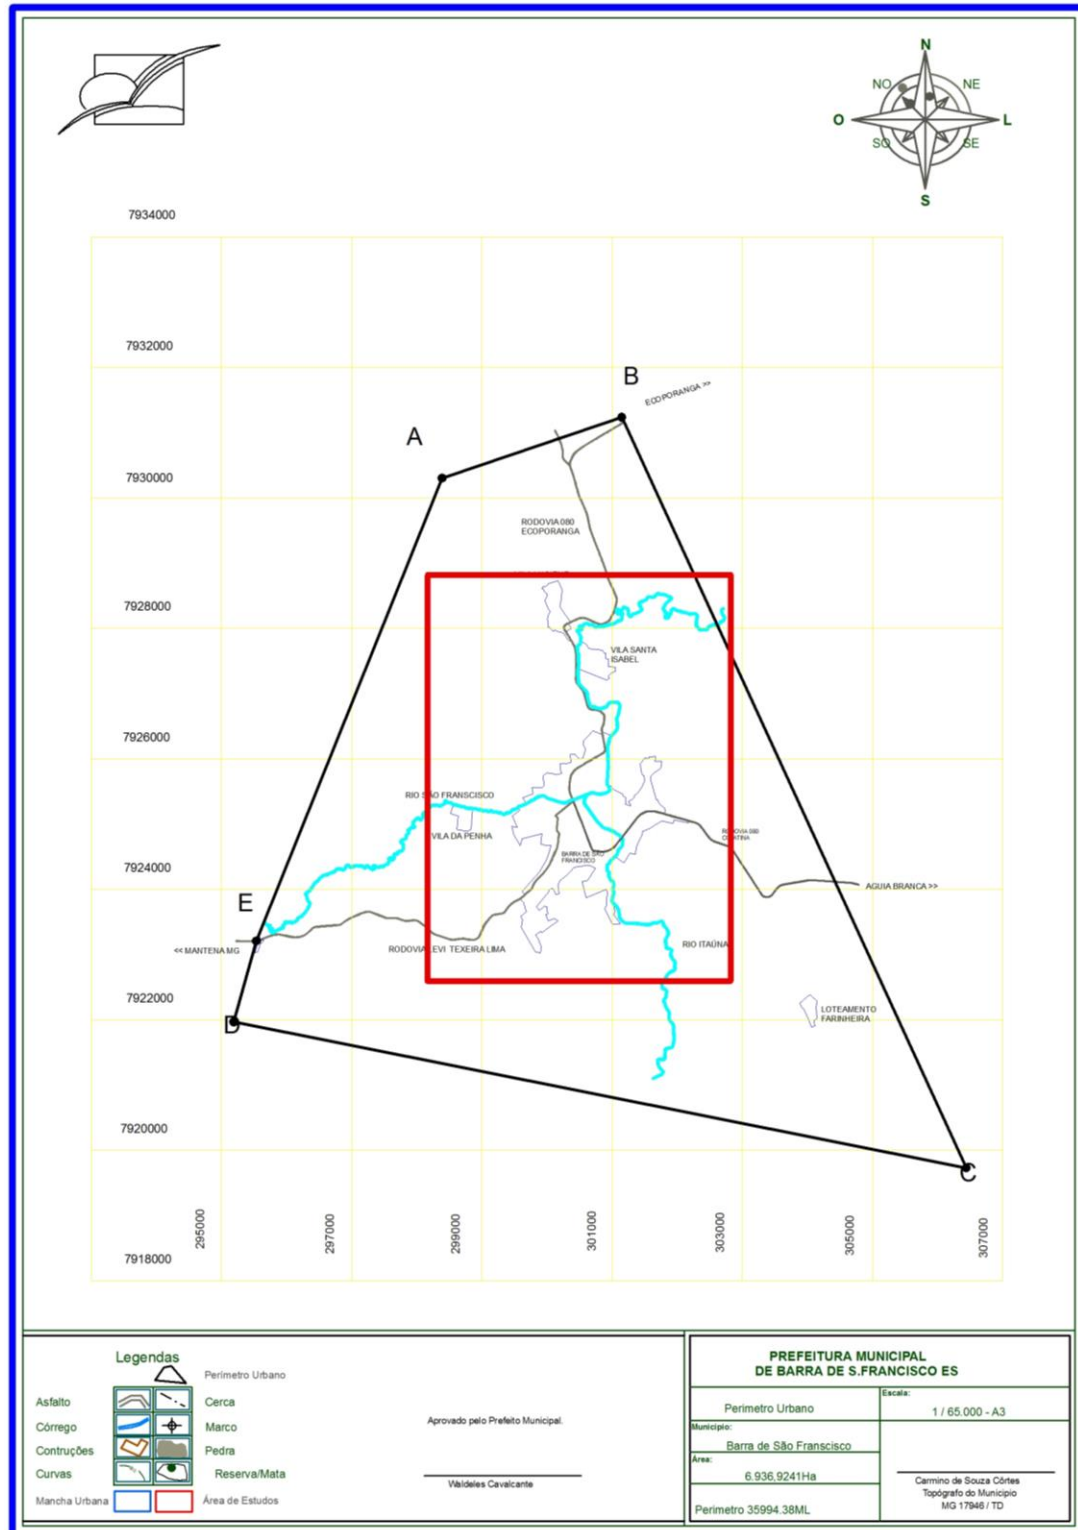 N
NO
NE
O
L
SO
SE
S
7934000
7932000
B
ECOPORANGA >>
A
7930000
RODOVIA 080
ECOPORANGA
7928000
VILA SANTA
ISABEL
7926000
RIO SÃO FRANSCISCO
VILA DA PENHA
RODOVIA 080
BARRA DE SÃO
FRANCISCO
7924000
AGUIA BRANCA >>
E
<< MANTENA MG
RODOVIA LEVI TEXEIRA LIMA
RIO ITAÚNA
7922000
LOTEAMENTO
FARINHEIRA
D
7920000
C
295000
297000
299000
301000
303000
305000
307000
7918000
Legendas
Perímetro Urbano
Asfalto
Cerca
Córrego
Marco
Contruções
Pedra
Curvas
Reserva/Mata
Mancha Urbana
Área de Estudos
Aprovado pelo Prefeito Municipal.
Waldeles Cavalcante
PREFEITURA MUNICIPAL
DE BARRA DE S.FRANCISCO ES
Perimetro Urbano
Escala:
1 / 65.000 - A3
Município:
Barra de São Franscisco
Área:
6.936,9241Ha
Perimetro 35994.38ML
Carmino de Souza Côrtes
Topógrafo do Municipio
MG 17946 / TD